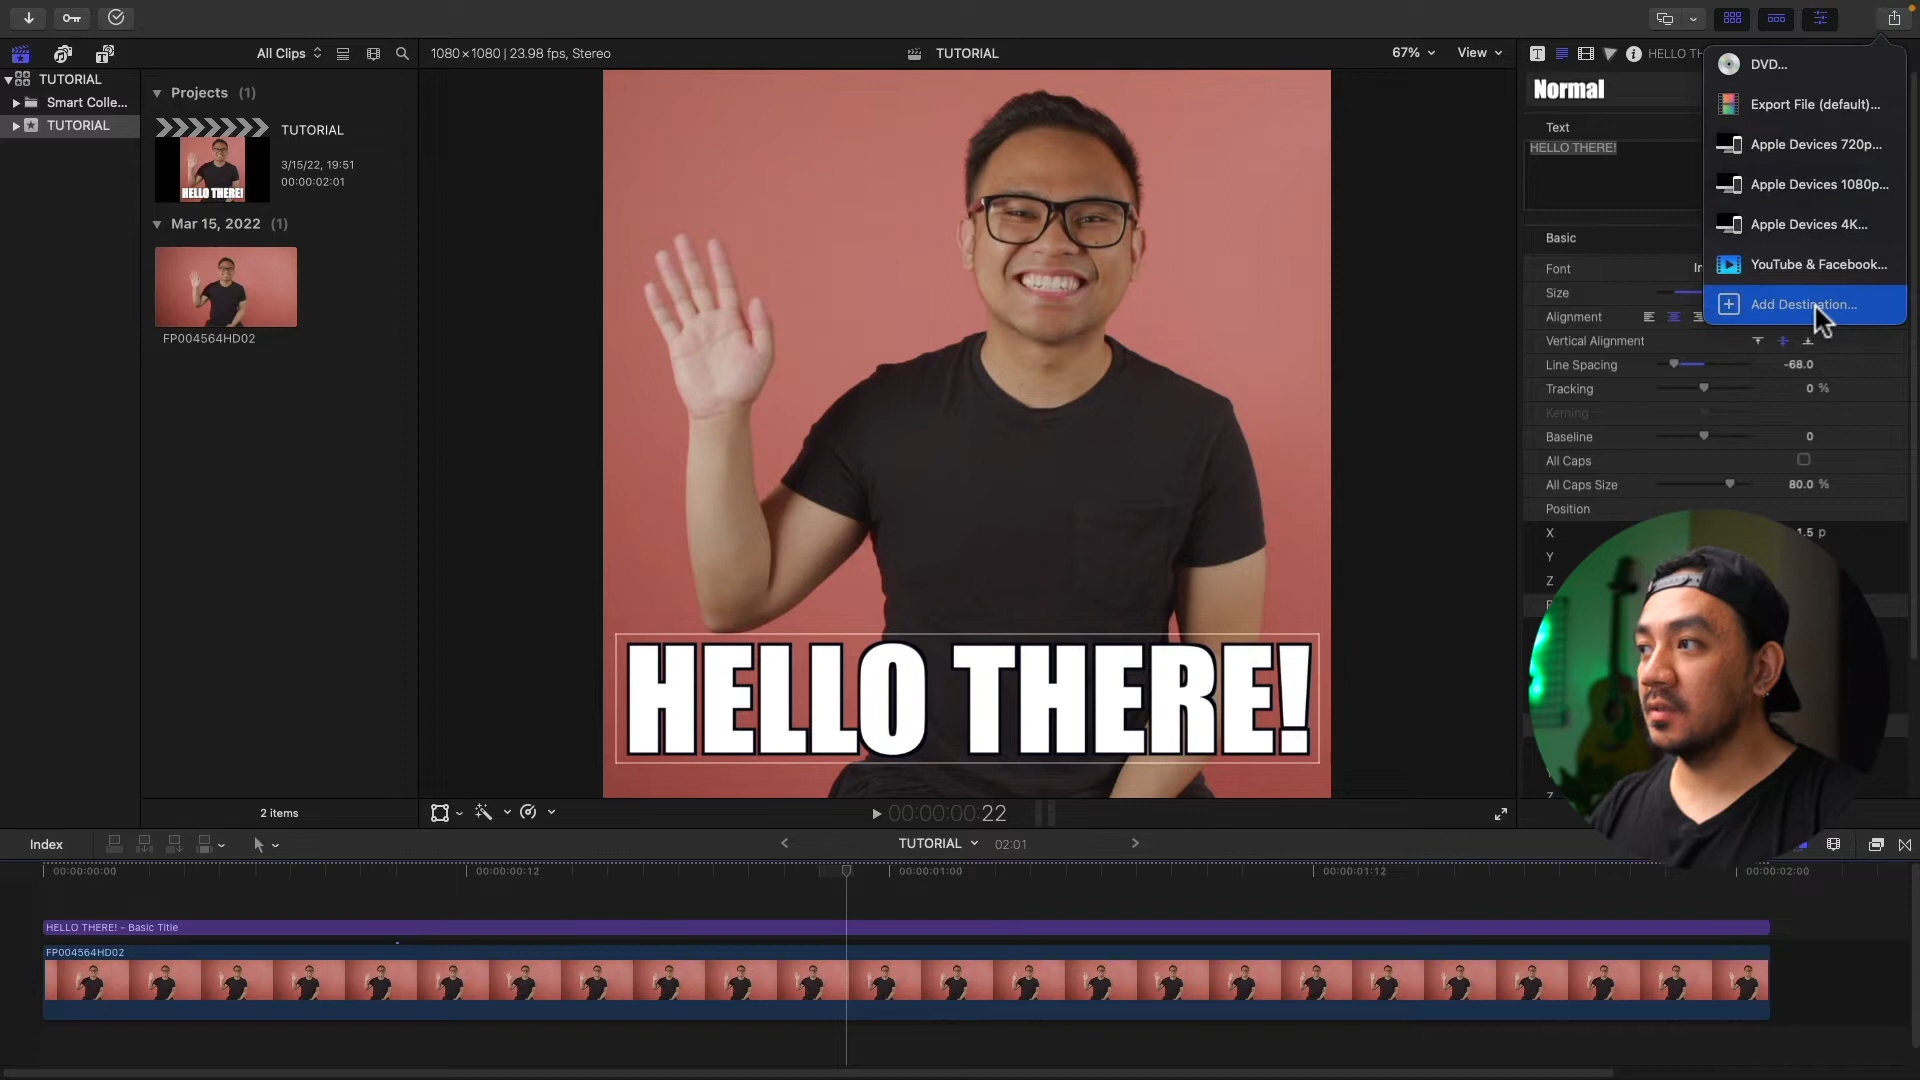 All Clips
1080×1080 | 23.98 fps, Stereo
TUTORIAL
67%
View
HELLO TH
TUTORIAL
Smart Colle...
TUTORIAL
Projects (1)
TUTORIAL
3/15/22, 19:51
00:00:02:01
HELLO THERE!
Mar 15, 2022 (1)
FP004564HD02
2 items
HELLO THERE!
00:00:00:22
Normal
Text
HELLO THERE!
Basic
Font
Size
Alignment
Vertical Alignment
Line Spacing -68.0
Tracking 0 %
Kerning
Baseline 0
All Caps
All Caps Size 80.0 %
Position
X 1.5 p
Y
Z
DVD...
Export File (default)...
Apple Devices 720p...
Apple Devices 1080p...
Apple Devices 4K...
YouTube & Facebook...
Add Destination...
Index
TUTORIAL
02:01
00:00:00:00
00:00:00:12
00:00:01:00
00:00:01:12
00:00:02:00
HELLO THERE! - Basic Title
FP004564HD02